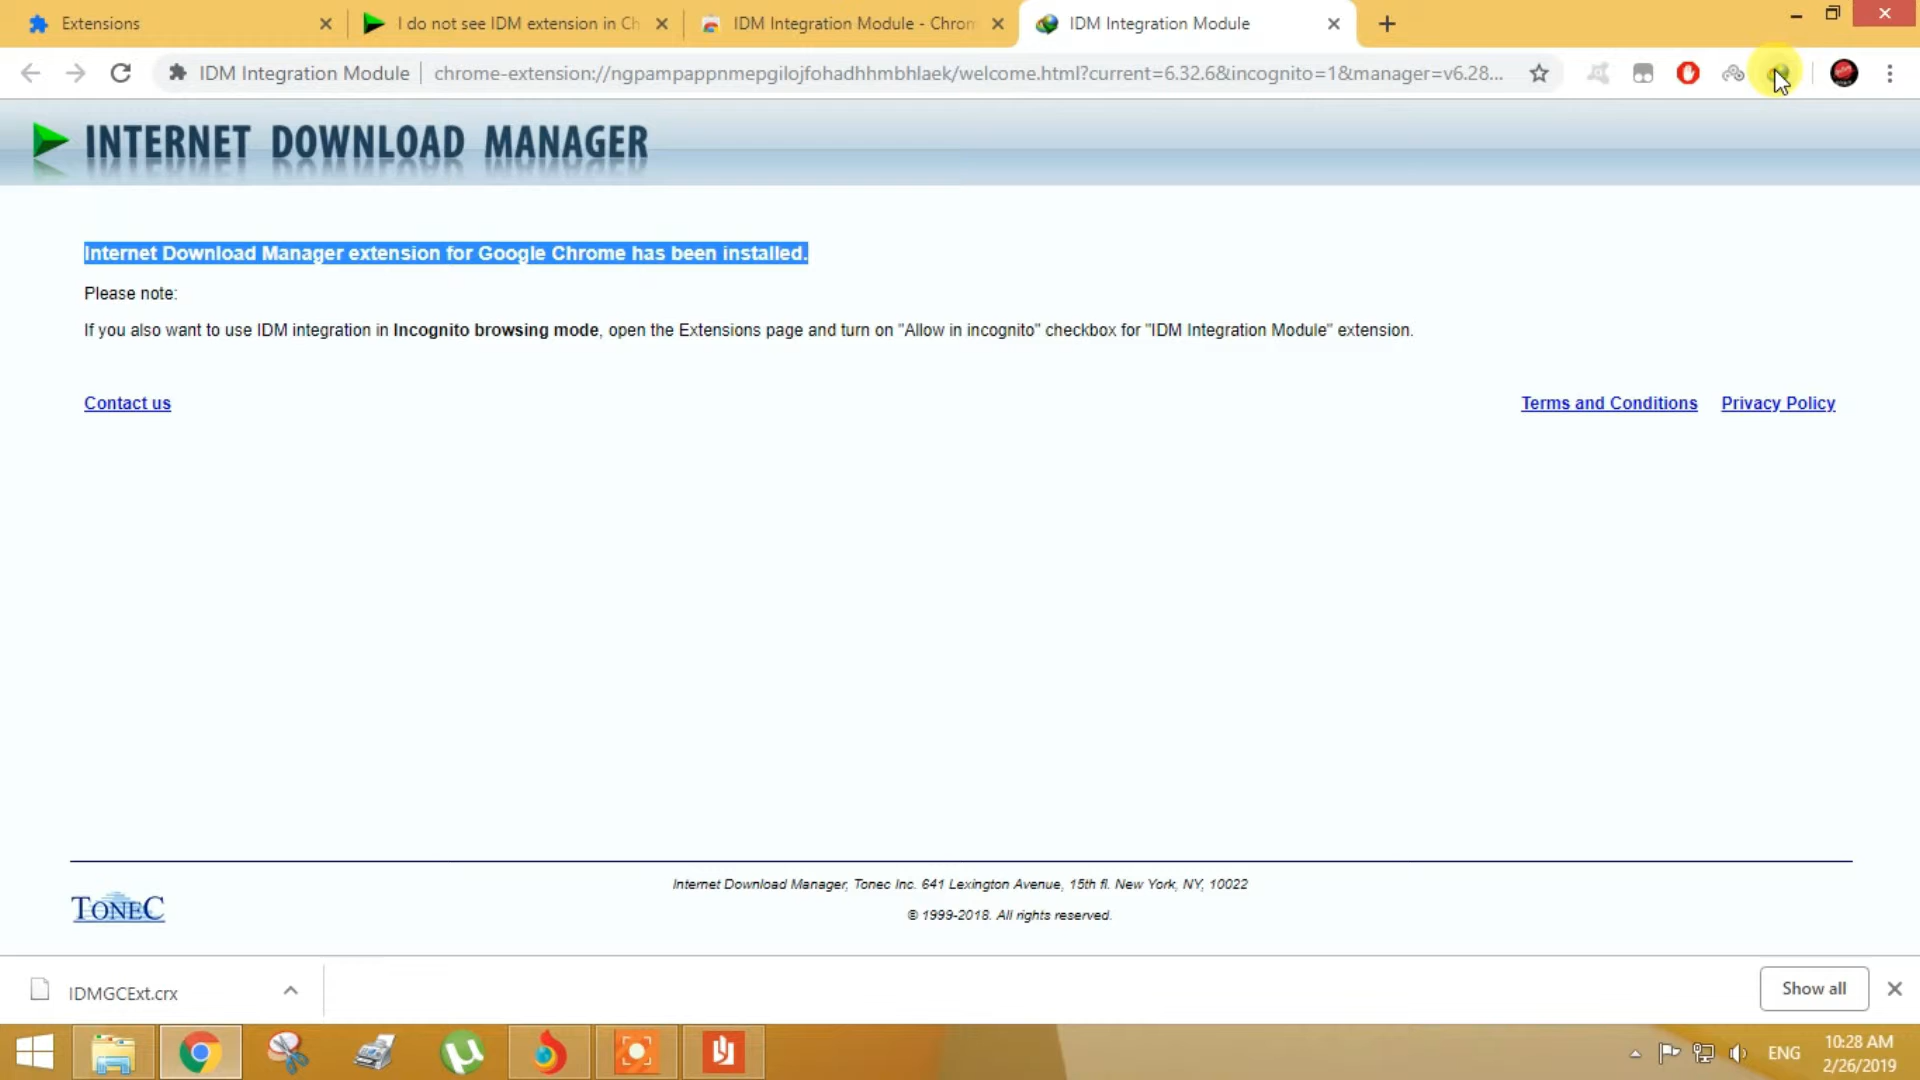 Extensions
I do not see IDM extension in Ch
IDM Integration Module - Chrom
IDM Integration Module
IDM Integration Module
chrome-extension://ngpampappnmepgilojfohadhhmbhlaek/welcome.html?current=6.32.6&incognito=1&manager=v6.28...
INTERNET DOWNLOAD MANAGER
Internet Download Manager extension for Google Chrome has been installed.
Please note:
If you also want to use IDM integration in Incognito browsing mode, open the Extensions page and turn on "Allow in incognito" checkbox for "IDM Integration Module" extension.
Contact us
Terms and Conditions
Privacy Policy
Internet Download Manager, Tonec Inc. 641 Lexington Avenue, 15th fl. New York, NY, 10022
TONEC
© 1999-2018. All rights reserved.
IDMGCExt.crx
Show all
ENG
10:28 AM
2/26/2019